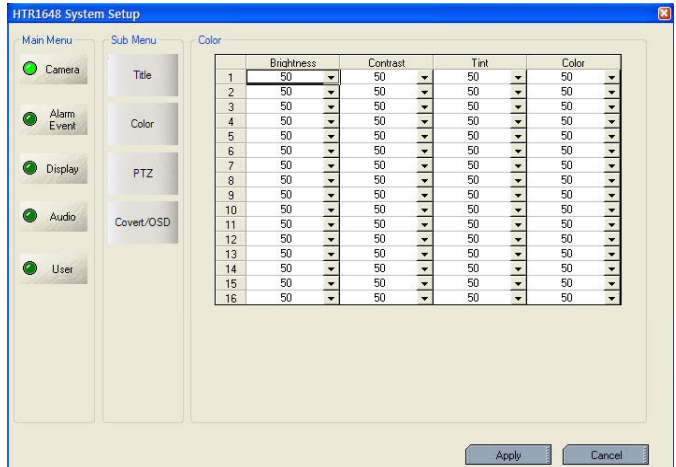 HTR1648 System Setup
Main Menu
Camera
Alarm
Event
Display
Audio
User
Sub Menu
Title
Color
PTZ
Covert/OSD
Color
Brightness Contrast Tint Color
1 50 50 50 50
2 50 50 50 50
3 50 50 50 50
4 50 50 50 50
5 50 50 50 50
6 50 50 50 50
7 50 50 50 50
8 50 50 50 50
9 50 50 50 50
10 50 50 50 50
11 50 50 50 50
12 50 50 50 50
13 50 50 50 50
14 50 50 50 50
15 50 50 50 50
16 50 50 50 50
Apply Cancel